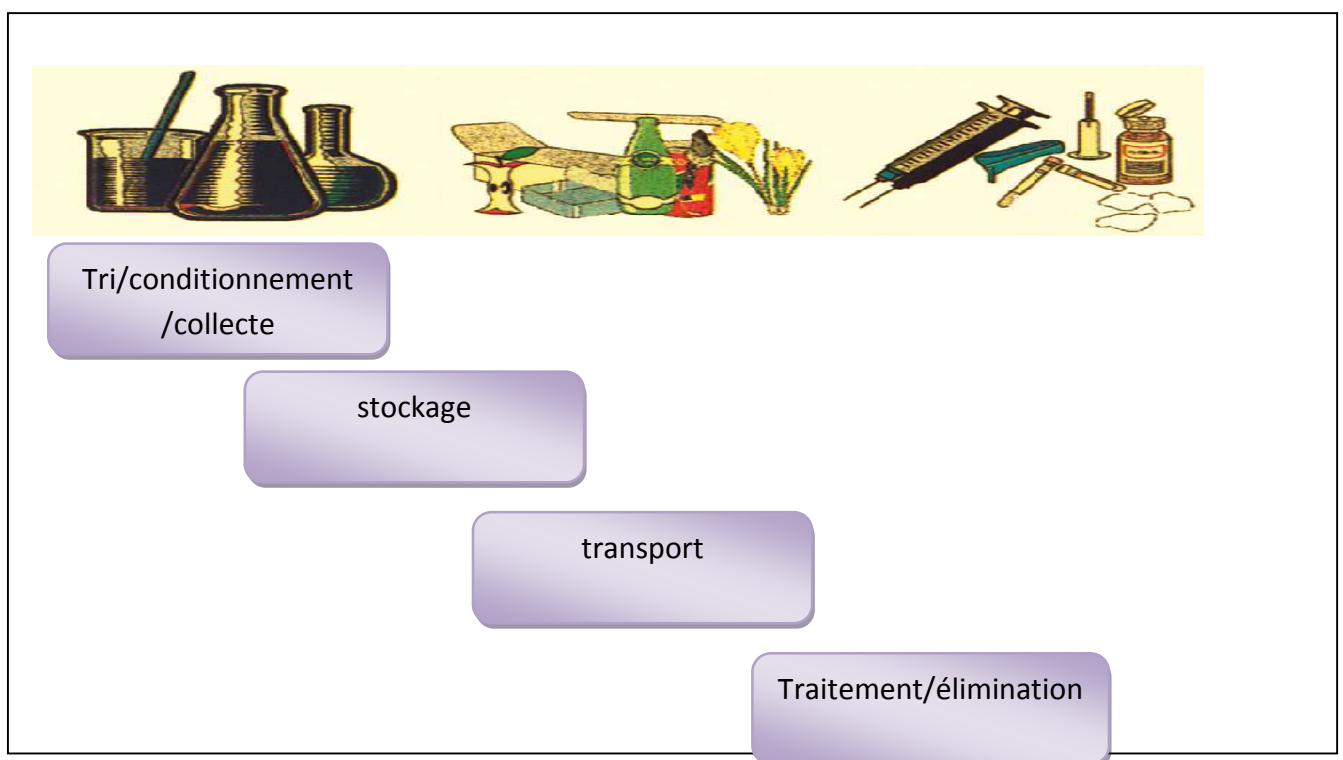 Tri/conditionnement
/collecte
stockage
transport
Traitement/élimination